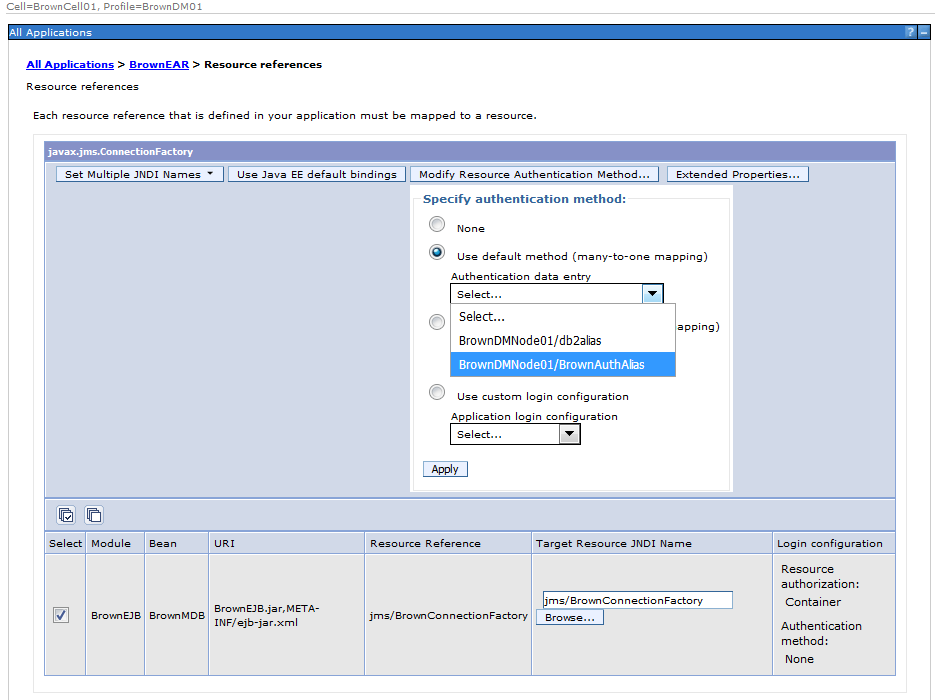 Cell=BrownCell01, Profile=BrownDM01
All Applications ? –
All Applications > BrownEAR > Resource references
Resource references
Each resource reference that is defined in your application must be mapped to a resource.
javax.jms.ConnectionFactory
Set Multiple JNDI Names Use Java EE default bindings Modify Resource Authentication Method... Extended Properties...
Specify authentication method:
None
Use default method (many-to-one mapping)
Authentication data entry
Select...
Select...
apping)
BrownDMNode01/db2alias
BrownDMNode01/BrownAuthAlias
Use custom login configuration
Application login configuration
Select...
Apply
Select Module Bean URI Resource Reference Target Resource JNDI Name Login configuration
BrownEJB BrownMDB BrownEJB.jar,META-
INF/ejb-jar.xml
jms/BrownConnectionFactory
jms/BrownConnectionFactory
Browse...
Resource
authorization:
Container
Authentication
method:
None